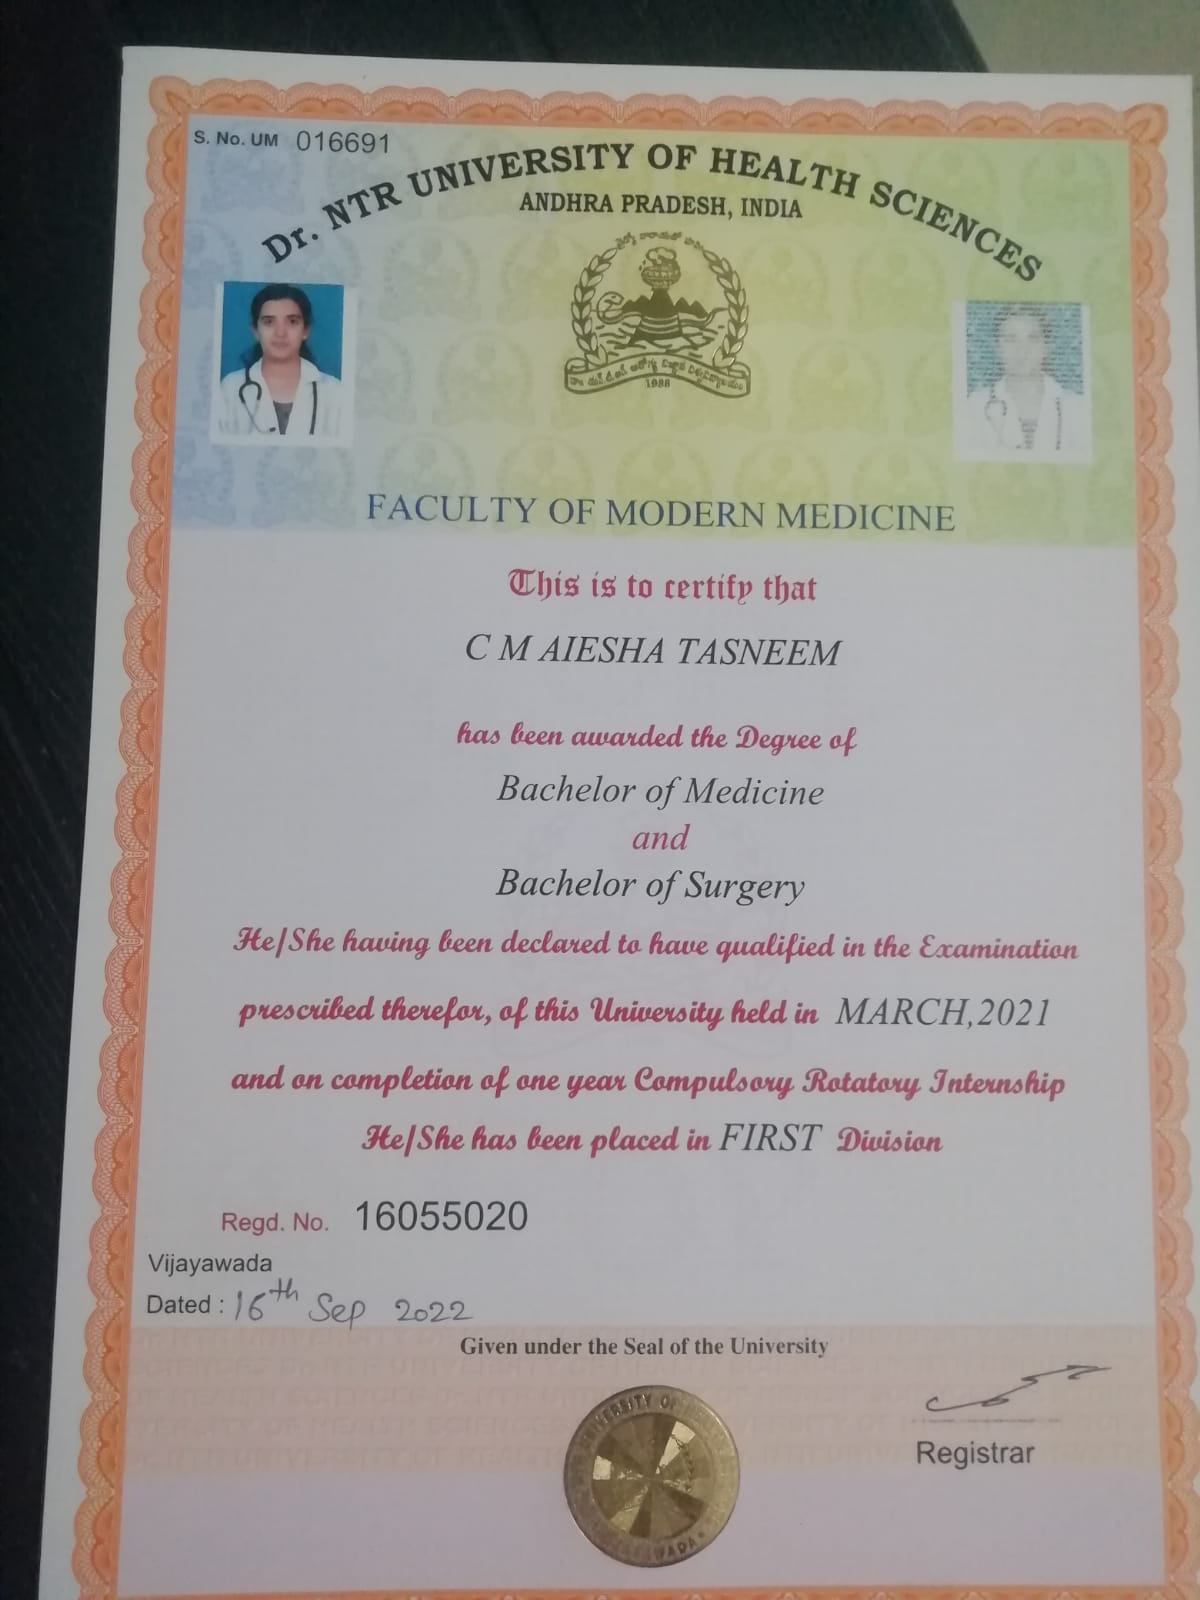 S. No. UM 016691
Dr. NTR UNIVERSITY OF HEALTH SCIENCES
ANDHRA PRADESH, INDIA
1986
FACULTY OF MODERN MEDICINE
This is to certify that
C M AIESHA TASNEEM
has been awarded the Degree of
Bachelor of Medicine
and
Bachelor of Surgery
He/She having been declared to have qualified in the Examination
prescribed therefor, of this University held in MARCH,2021
and on completion of one year Compulsory Rotatory Internship
He/She has been placed in FIRST Division
Regd. No. 16055020
Vijayawada
Dated : 16th Sep 2022
Given under the Seal of the University
UNIVERSITY OF
Registrar